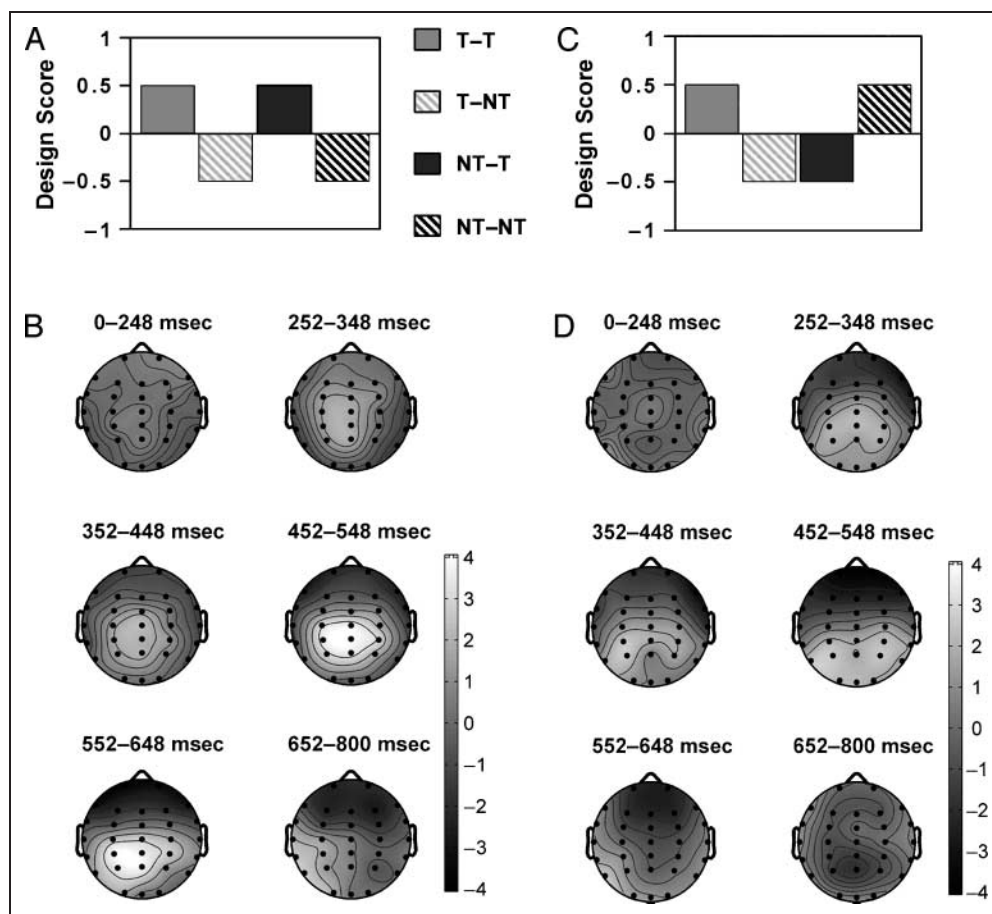 A
Design Score
1
0.5
0
−0.5
−1
T–T
T–NT
NT–T
NT–NT
C
Design Score
1
0.5
0
−0.5
−1
B
0–248 msec
252–348 msec
352–448 msec
452–548 msec
552–648 msec
652–800 msec
4
3
2
1
0
−1
−2
−3
−4
D
0–248 msec
252–348 msec
352–448 msec
452–548 msec
552–648 msec
652–800 msec
4
3
2
1
0
−1
−2
−3
−4